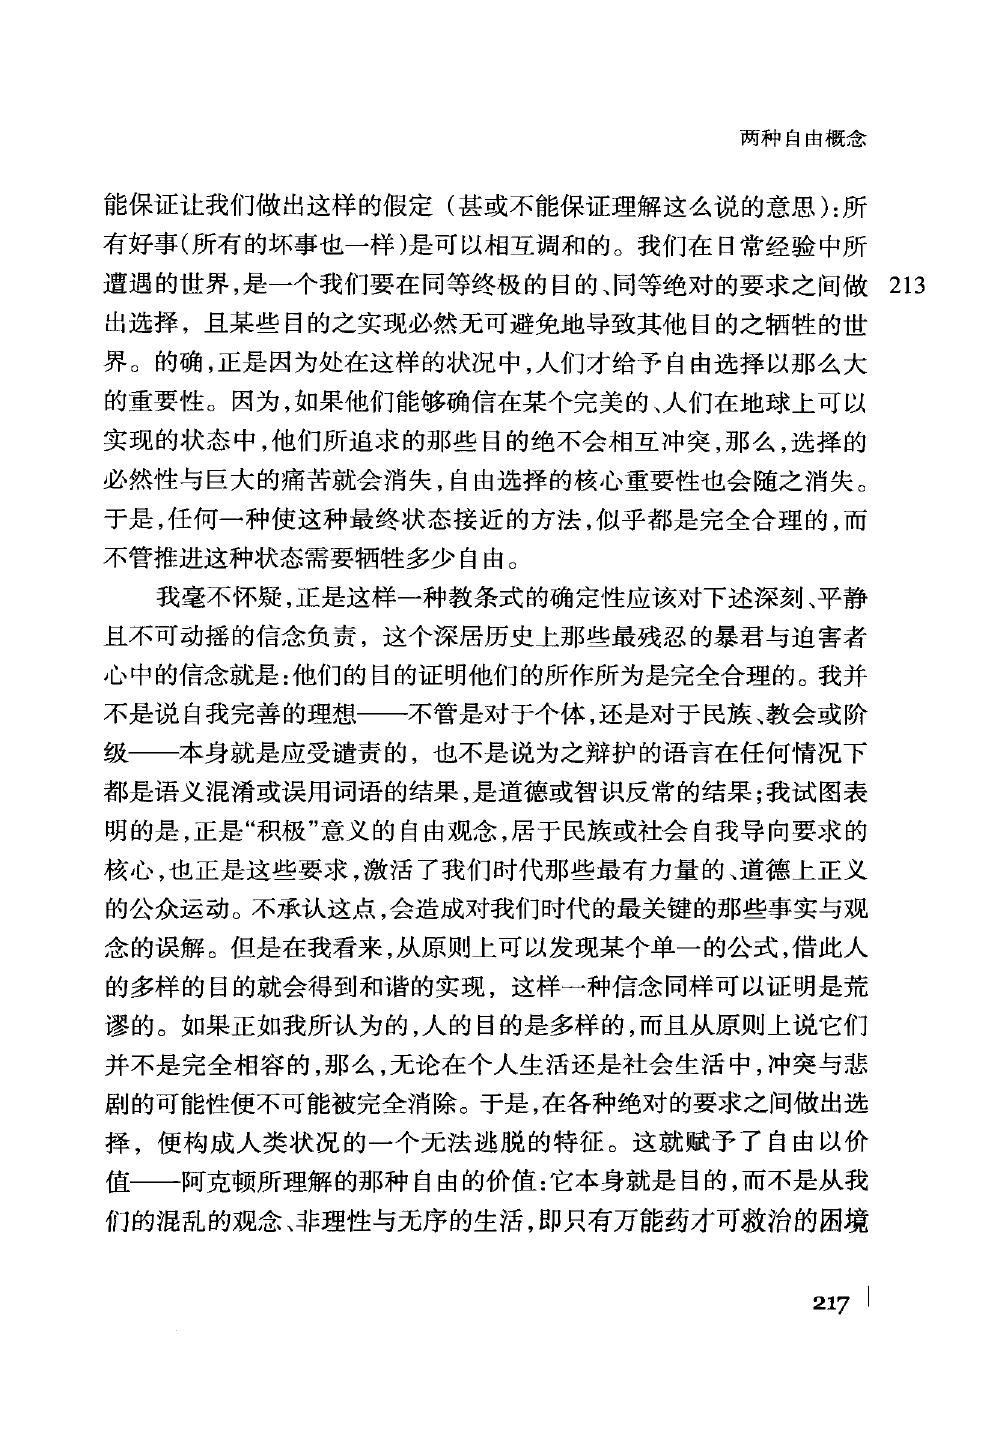 两种自由概念
能保证让我们做出这样的假定（甚或不能保证理解这么说的意思）:所
有好事(所有的坏事也一样)是可以相互调和的。我们在日常经验中所
遭遇的世界,是一个我们要在同等终极的目的、同等绝对的要求之间做 213
出选择，且某些目的之实现必然无可避免地导致其他目的之牺牲的世
界。的确,正是因为处在这样的状况中,人们才给予自由选择以那么大
的重要性。因为,如果他们能够确信在某个完美的、人们在地球上可以
实现的状态中,他们所追求的那些目的绝不会相互冲突,那么,选择的
必然性与巨大的痛苦就会消失,自由选择的核心重要性也会随之消失。
于是,任何一种使这种最终状态接近的方法,似乎都是完全合理的,而
不管推进这种状态需要牺牲多少自由。
我毫不怀疑,正是这样一种教条式的确定性应该对下述深刻、平静
且不可动摇的信念负责，这个深居历史上那些最残忍的暴君与迫害者
心中的信念就是:他们的目的证明他们的所作所为是完全合理的。我并
不是说自我完善的理想——不管是对于个体,还是对于民族、教会或阶
级——本身就是应受谴责的，也不是说为之辩护的语言在任何情况下
都是语义混淆或误用词语的结果,是道德或智识反常的结果;我试图表
明的是,正是“积极”意义的自由观念,居于民族或社会自我导向要求的
核心,也正是这些要求,激活了我们时代那些最有力量的、道德上正义
的公众运动。不承认这点,会造成对我们时代的最关键的那些事实与观
念的误解。但是在我看来,从原则上可以发现某个单一的公式,借此人
的多样的目的就会得到和谐的实现，这样一种信念同样可以证明是荒
谬的。如果正如我所认为的,人的目的是多样的,而且从原则上说它们
并不是完全相容的,那么,无论在个人生活还是社会生活中,冲突与悲
剧的可能性便不可能被完全消除。于是,在各种绝对的要求之间做出选
择，便构成人类状况的一个无法逃脱的特征。这就赋予了自由以价
值——阿克顿所理解的那种自由的价值:它本身就是目的,而不是从我
们的混乱的观念、非理性与无序的生活,即只有万能药才可救治的困境
217